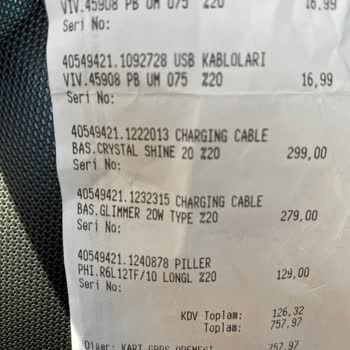 VIV.45908 PB UM 075 %20 16,99
Seri No:
40549421.1092728 USB KABLOLARI
VIV.45908 PB UM 075 %20 16,99
Seri No:
40549421.1222013 CHARGING CABLE
BAS.CRYSTAL SHINE 20 %20 299,00
Seri No:
40549421.1232315 CHARGING CABLE
BAS.GLIMMER 20W TYPE %20 279,00
Seri No:
40549421.1240878 PILLER
PHI.R6L12TF/10 LONGL %20 129,00
Seri No:
KDV Toplam: 126,32
Toplam: 757,97
Diğer: KART GPRS ODEMESI 757,97